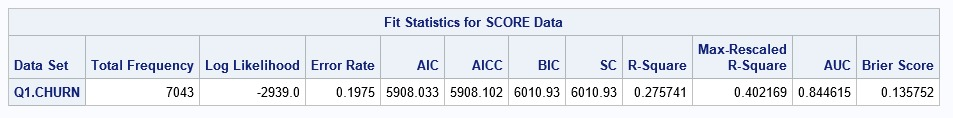 Fit Statistics for SCORE Data
Data Set Total Frequency Log Likelihood Error Rate AIC AICC BIC SC R-Square Max-Rescaled R-Square AUC Brier Score
Q1.CHURN 7043 -2939.0 0.1975 5908.033 5908.102 6010.93 6010.93 0.275741 0.402169 0.844615 0.135752